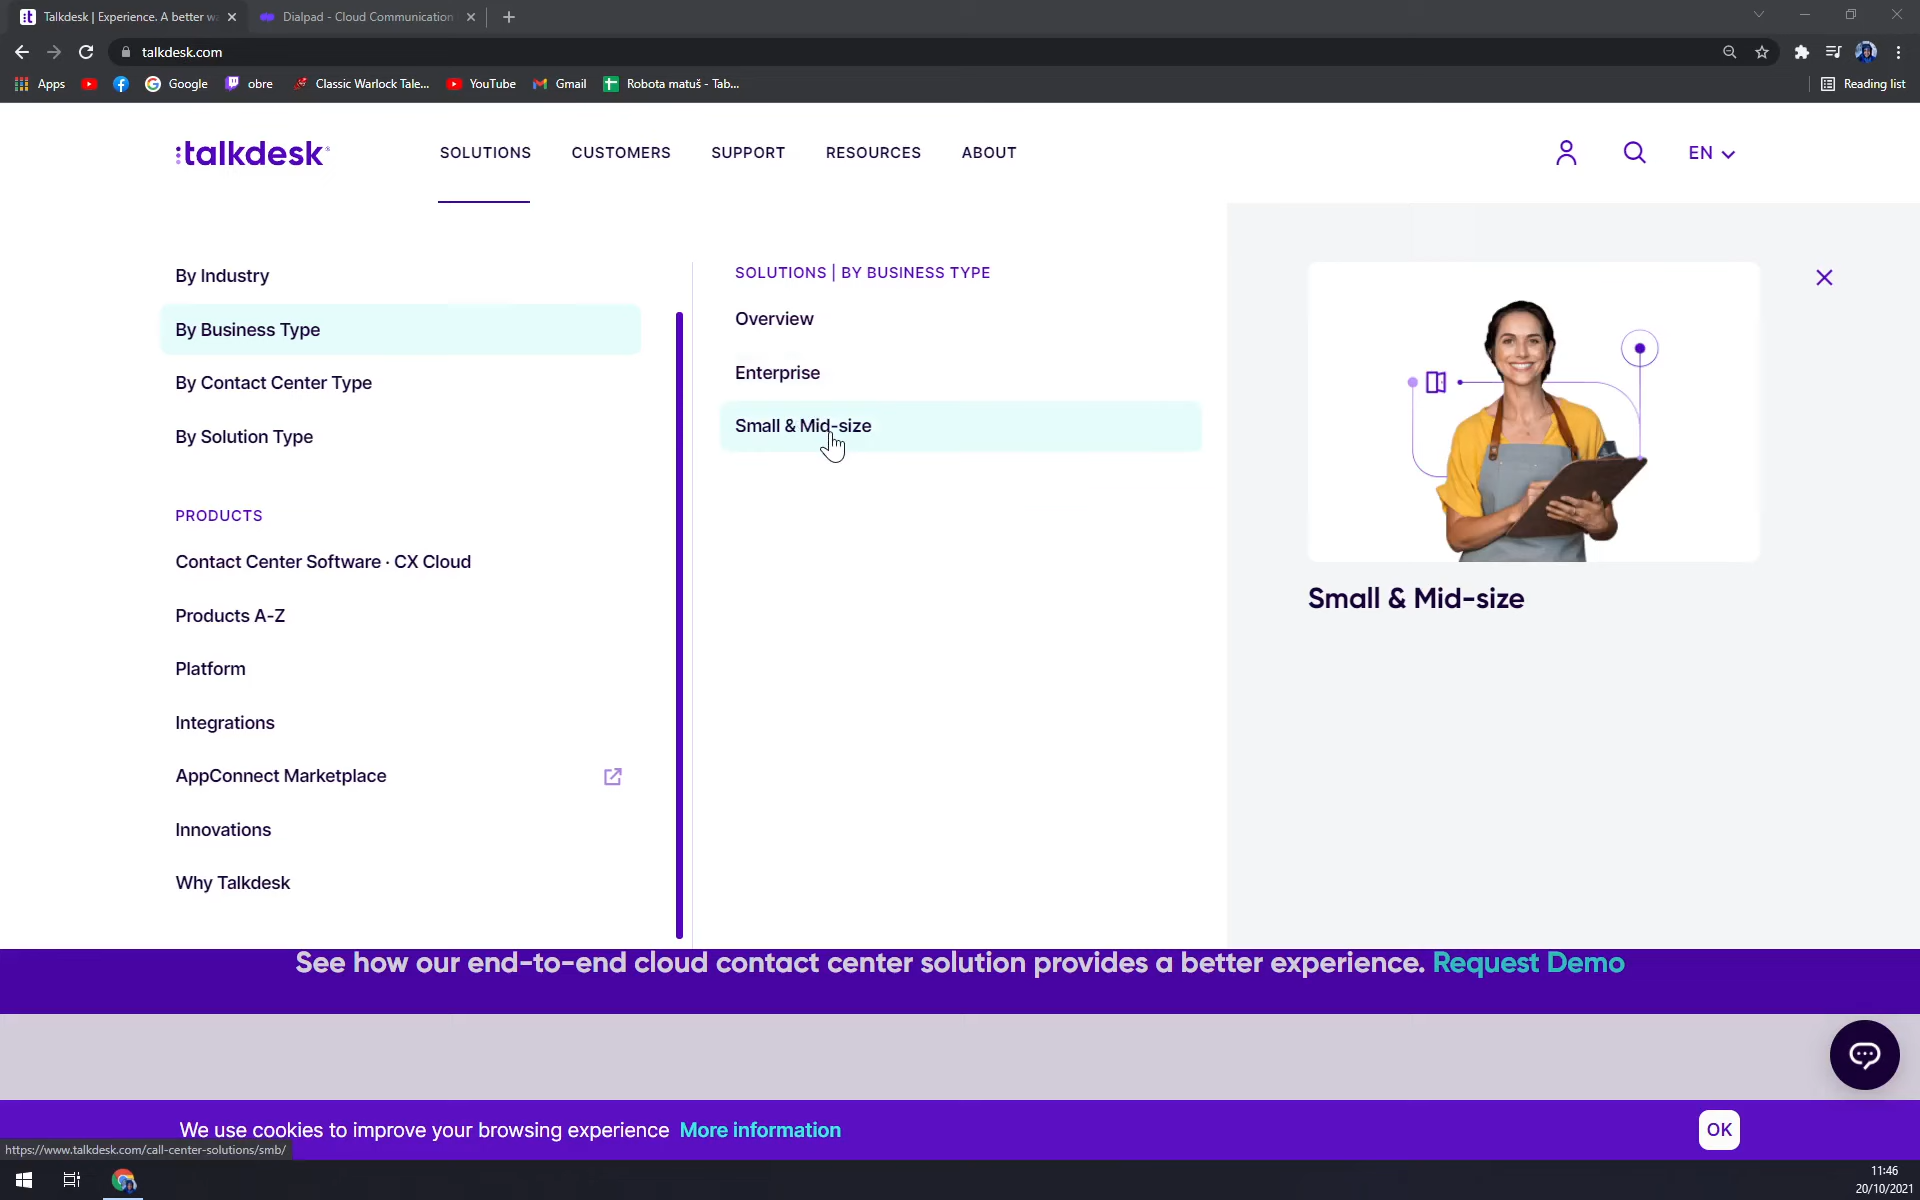 Talkdesk | Experience. A better wa
Dialpad - Cloud Communication
talkdesk.com
Apps
Google
obre
Classic Warlock Tale...
YouTube
Gmail
Robota matuš - Tab...
Reading list
:talkdesk®
SOLUTIONS
CUSTOMERS
SUPPORT
RESOURCES
ABOUT
EN
By Industry
By Business Type
By Contact Center Type
By Solution Type
PRODUCTS
Contact Center Software · CX Cloud
Products A-Z
Platform
Integrations
AppConnect Marketplace
Innovations
Why Talkdesk
SOLUTIONS | BY BUSINESS TYPE
Overview
Enterprise
Small & Mid-size
Small & Mid-size
See how our end-to-end cloud contact center solution provides a better experience. Request Demo
We use cookies to improve your browsing experience More information
OK
https://www.talkdesk.com/call-center-solutions/smb/
11:46
20/10/2021